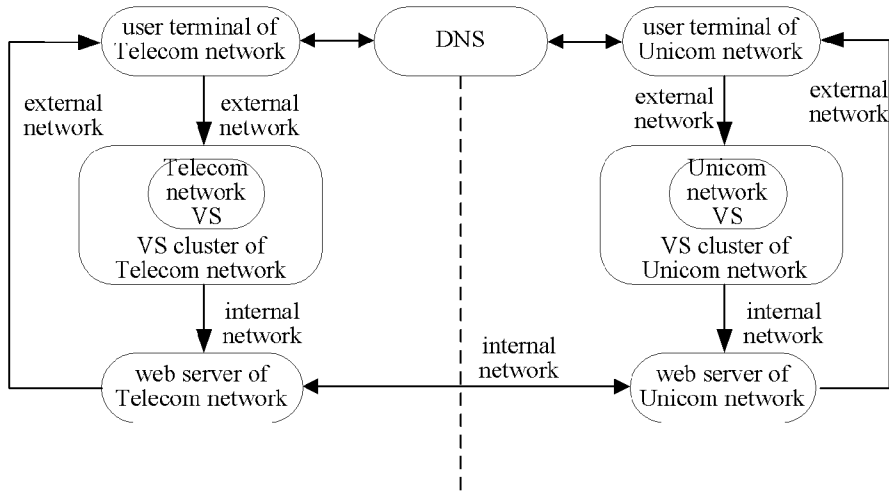 user terminal of
Telecom network
DNS
user terminal of
Unicom network
external
network
external
network
external
network
external
network
Telecom
network
VS
VS cluster of
Telecom network
Unicom
network
VS
VS cluster of
Unicom network
internal
network
internal
network
internal
network
web server of
Telecom network
web server of
Unicom network